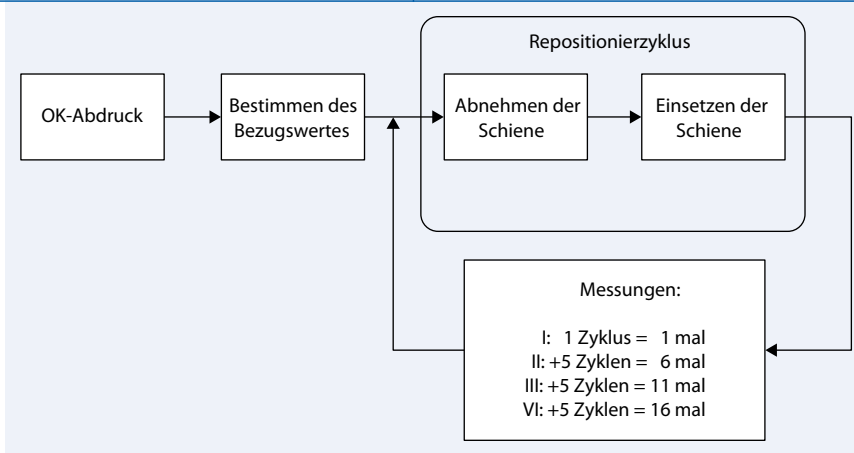 Repositionierzyklus
OK-Abdruck
Bestimmen des
Bezugswertes
Abnehmen der
Schiene
Einsetzen der
Schiene
Messungen:
I: 1 Zyklus = 1 mal
II: +5 Zyklen = 6 mal
III: +5 Zyklen = 11 mal
VI: +5 Zyklen = 16 mal